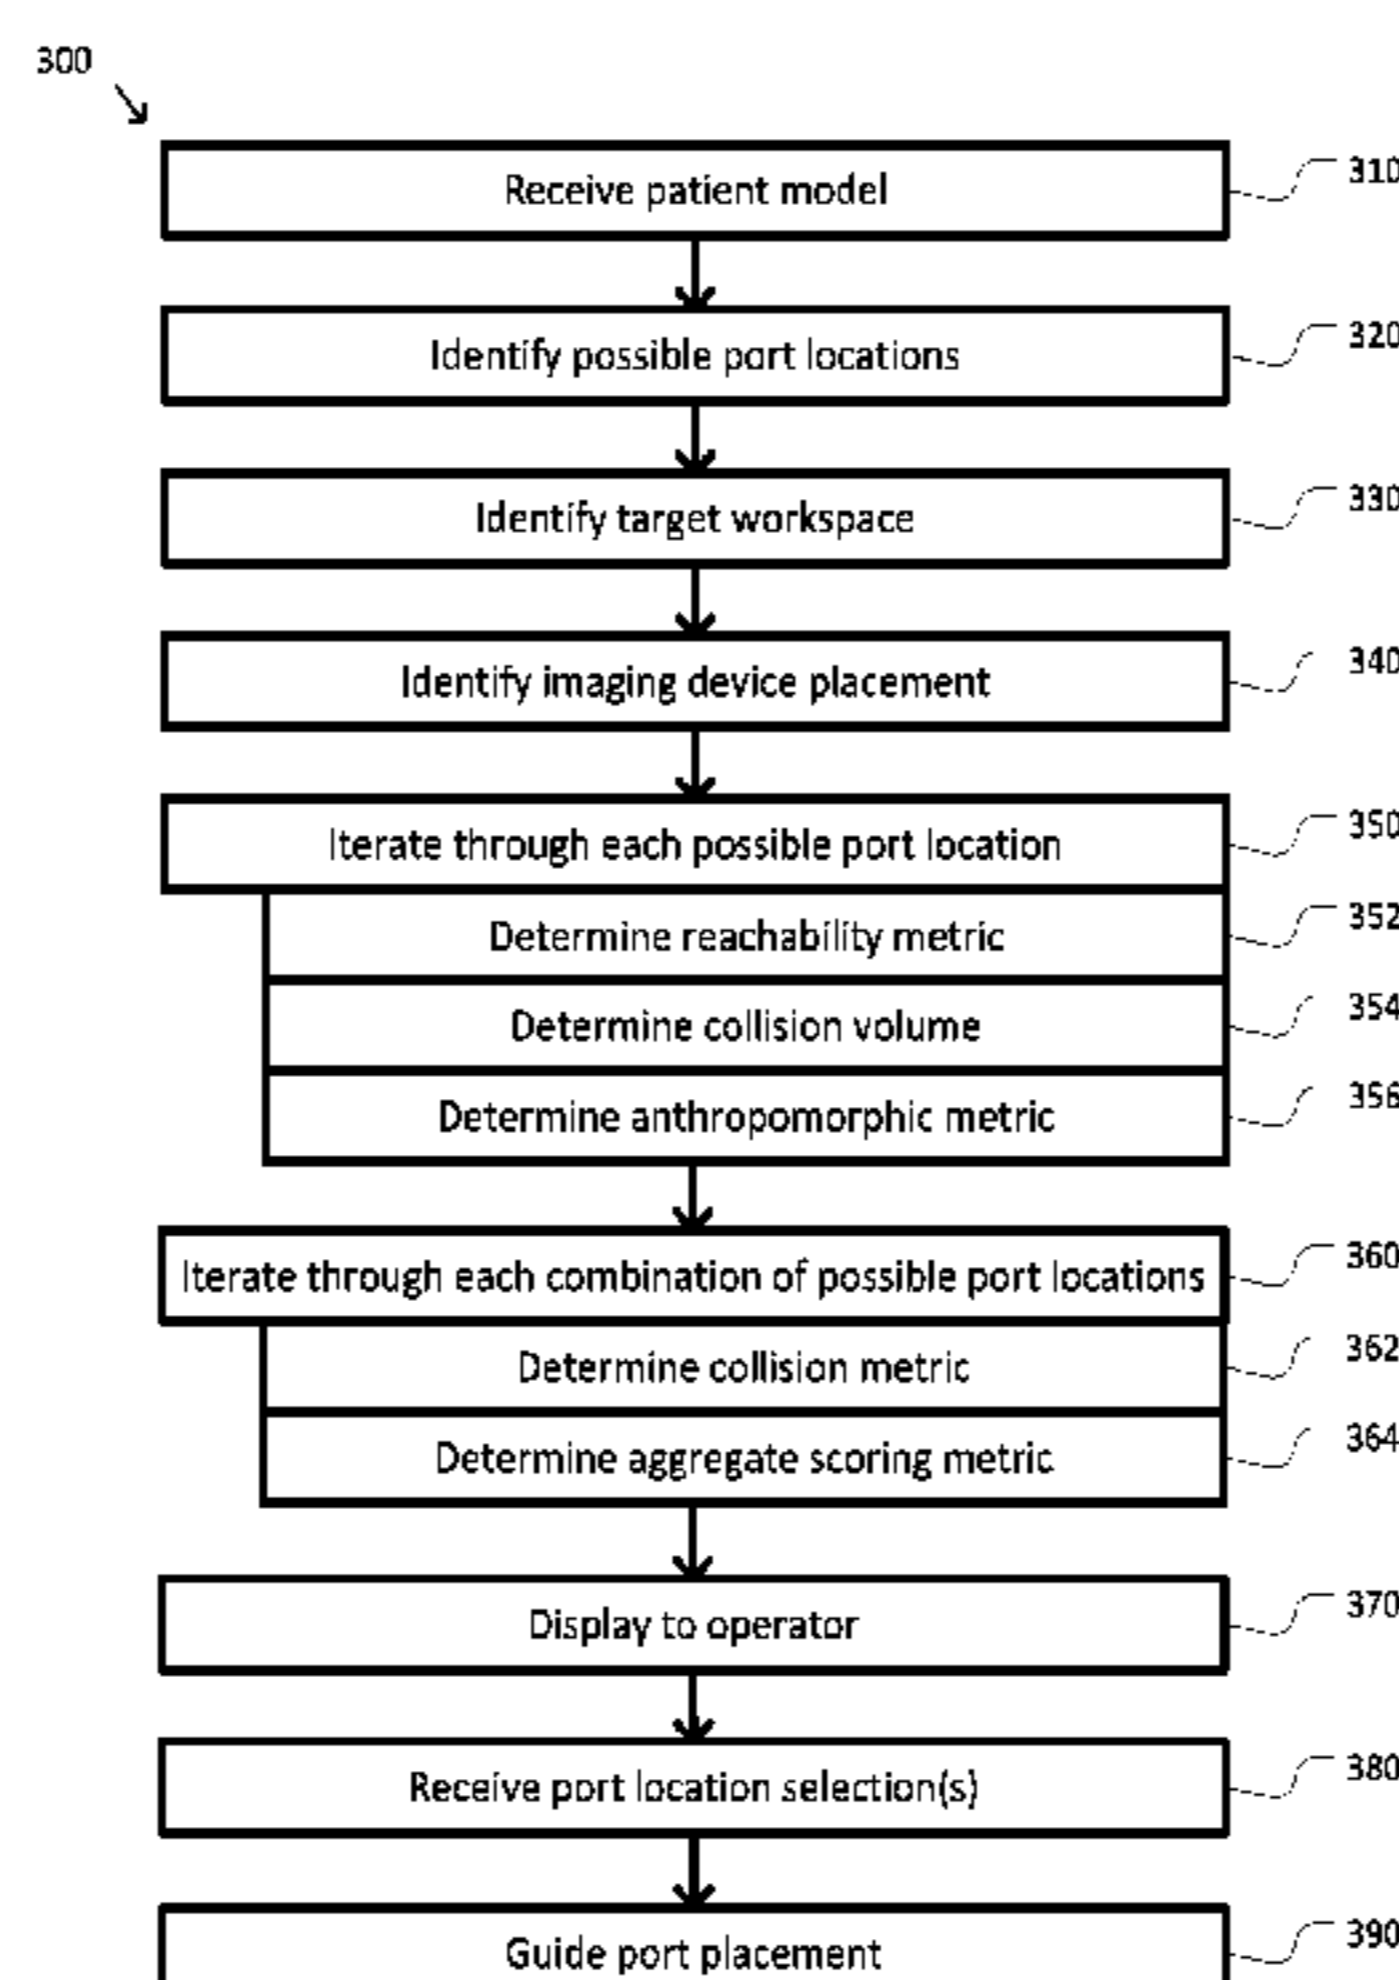 300
Receive patient model 310
Identify possible port locations 320
Identify target workspace 330
Identify imaging device placement 340
Iterate through each possible port location 350
Determine reachability metric 352
Determine collision volume 354
Determine anthropomorphic metric 356
Iterate through each combination of possible port locations 360
Determine collision metric 362
Determine aggregate scoring metric 364
Display to operator 370
Receive port location selection(s) 380
Guide port placement 390